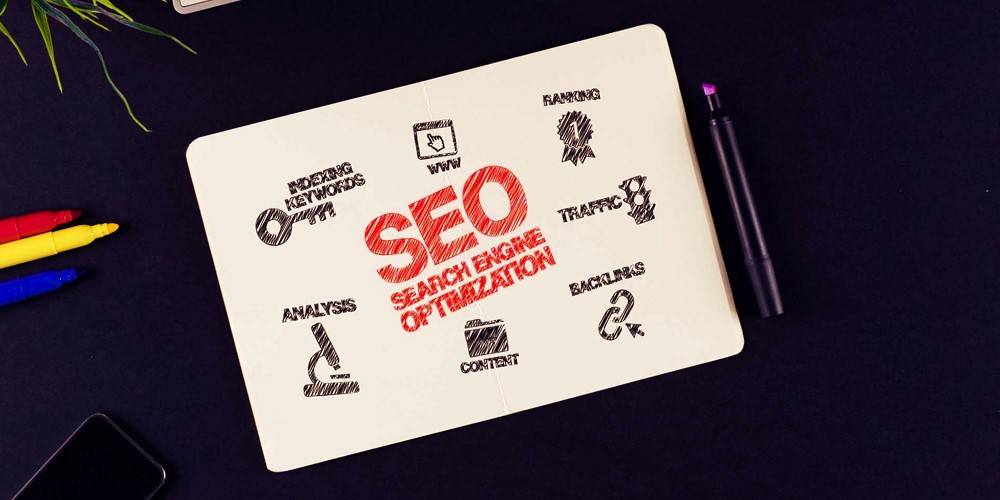 RANKING
WWW
INDEXING
KEYWORDS
SEO
SEARCH ENGINE
OPTIMIZATION
TRAFFIC
BACKLINKS
ANALYSIS
CONTENT